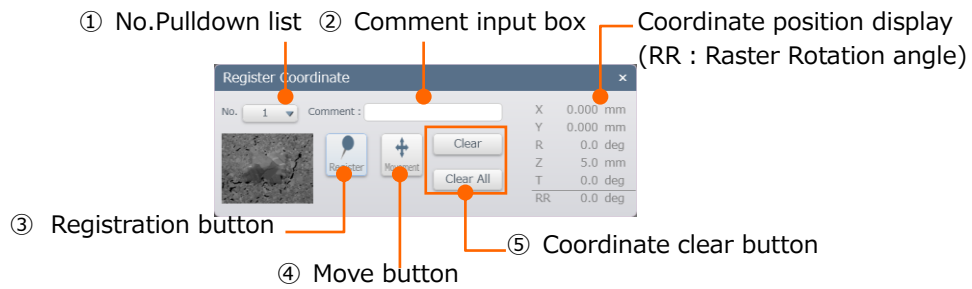 ① No.Pulldown list ② Comment input box Coordinate position display
(RR : Raster Rotation angle)
Register Coordinate ×
No. 1 Comment : X 0.000 mm
Y 0.000 mm
Register Movement Clear R 0.0 deg
Z 5.0 mm
Clear All T 0.0 deg
RR 0.0 deg
③ Registration button
⑤ Coordinate clear button
④ Move button